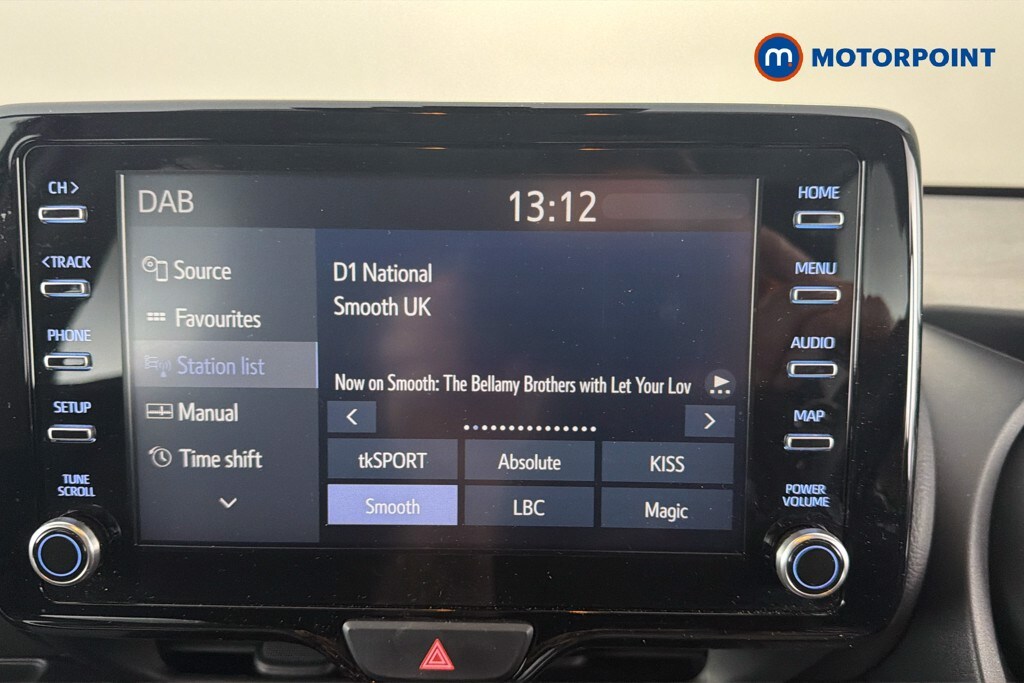 m MOTORPOINT
CH >
< TRACK
PHONE
SETUP
TUNE
SCROLL
DAB
13:12
Source
Favourites
Station list
Manual
Time shift
D1 National
Smooth UK
Now on Smooth: The Bellamy Brothers with Let Your Lov
tkSPORT
Absolute
KISS
Smooth
LBC
Magic
HOME
MENU
AUDIO
MAP
POWER
VOLUME